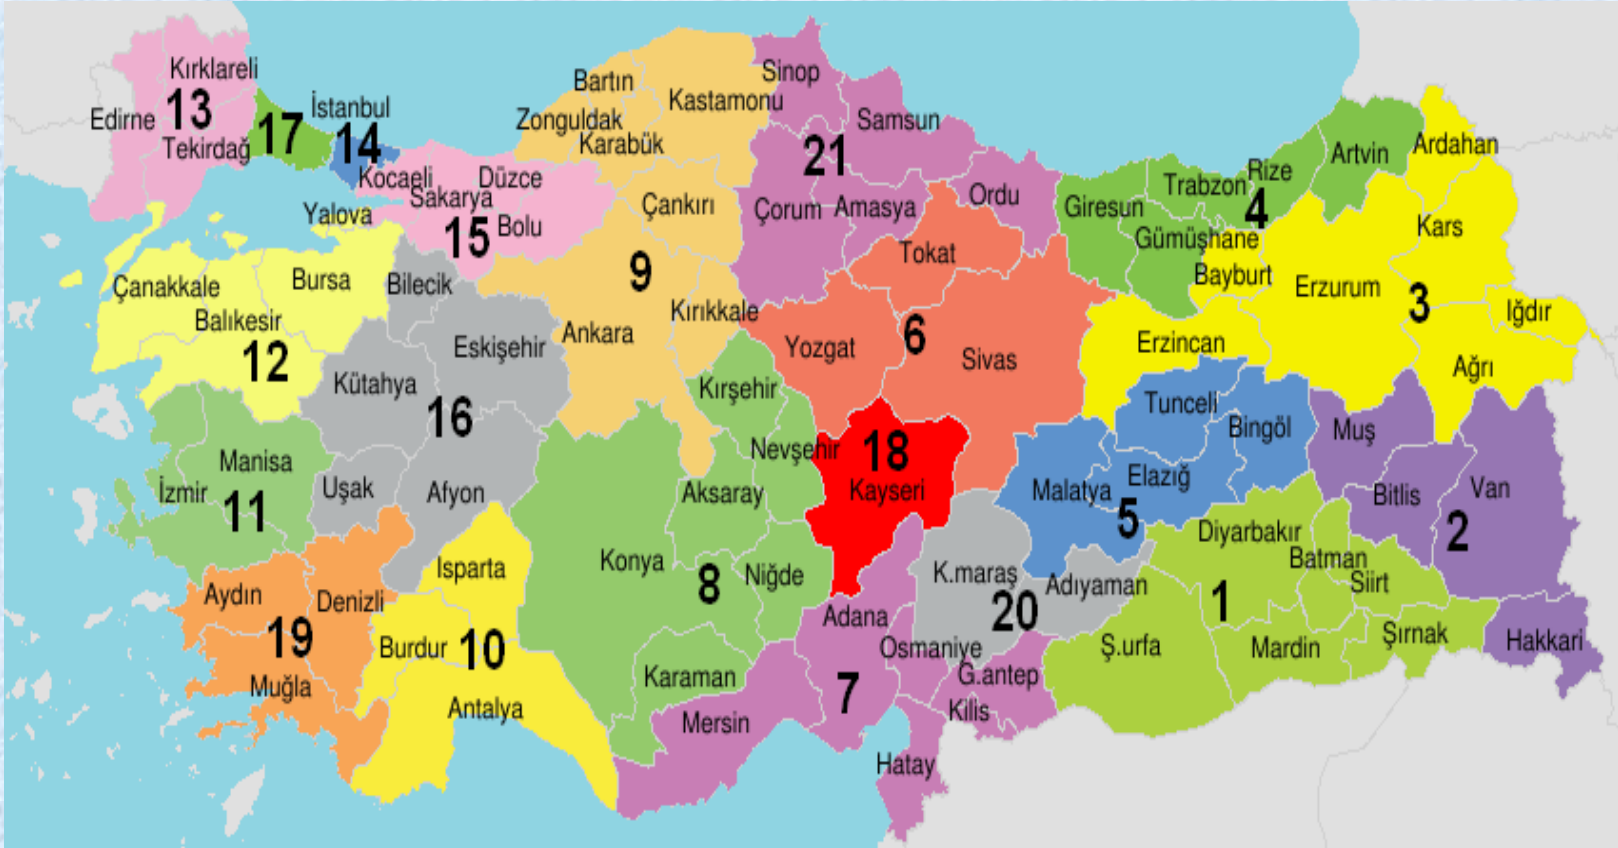 Kırklareli
13
Edirne
Tekirdağ
17
İstanbul
14
Kocaeli
Sakarya
Düzce
Yalova
15
Bolu
Bartın
Zonguldak
Karabük
Kastamonu
Çankırı
9
Ankara
Kırıkkale
Sinop
Samsun
21
Çorum
Amasya
Ordu
Tokat
6
Yozgat
Sivas
Giresun
Trabzon
Rize
4
Gümüşhane
Artvin
Ardahan
Kars
Bayburt
Erzurum
3
Iğdır
Erzincan
Ağrı
Çanakkale
Bursa
Balıkesir
12
Bilecik
Eskişehir
Kütahya
16
Uşak
Afyon
Manisa
İzmir
11
Kırşehir
Nevşehir
Aksaray
Konya
8
Niğde
Karaman
18
Kayseri
Tunceli
Bingöl
Malatya
Elazığ
5
Muş
Bitlis
Van
2
Hakkari
Diyarbakır
Batman
Siirt
1
Ş.urfa
Mardin
Şırnak
K.maraş
Adıyaman
20
Aydın
Denizli
19
Muğla
Isparta
Burdur
10
Antalya
Adana
Osmaniye
7
G.antep
Mersin
Kilis
Hatay